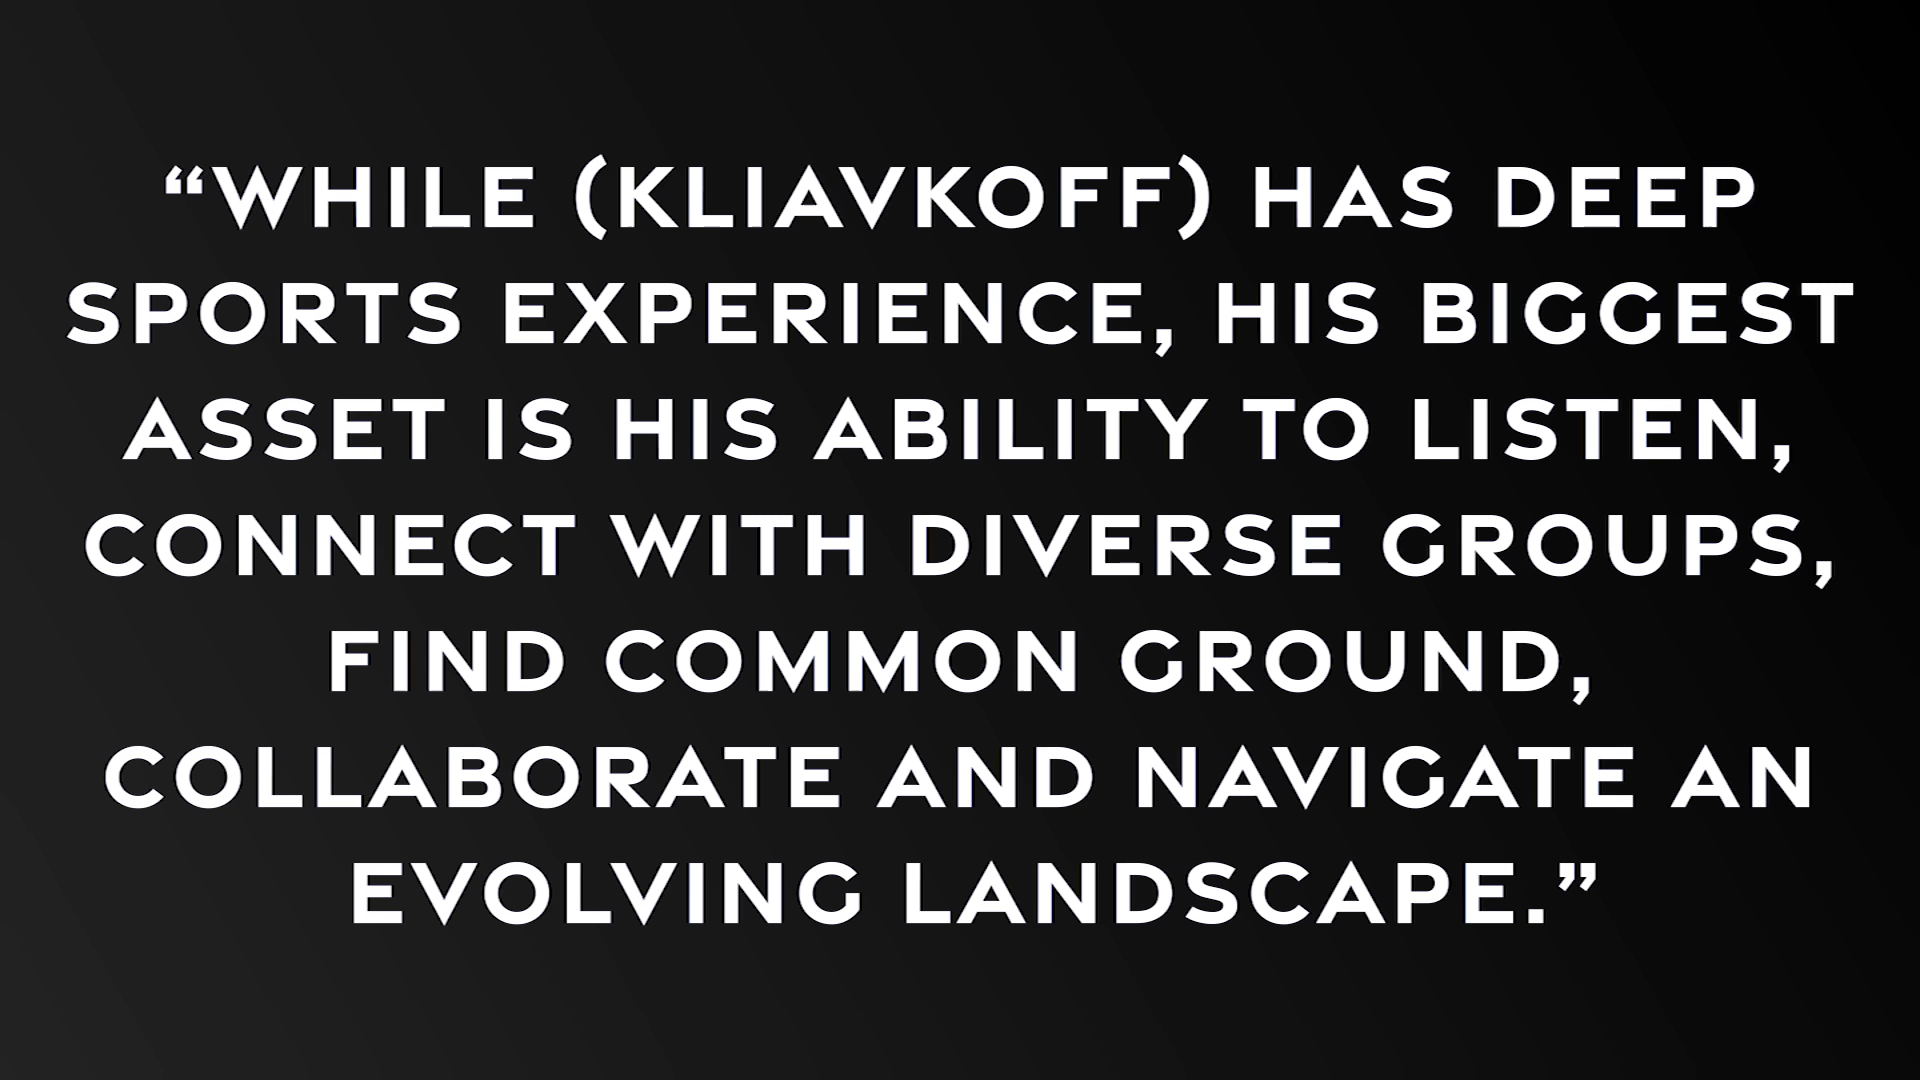 “WHILE (KLIAVKOFF) HAS DEEP
SPORTS EXPERIENCE, HIS BIGGEST
ASSET IS HIS ABILITY TO LISTEN,
CONNECT WITH DIVERSE GROUPS,
FIND COMMON GROUND,
COLLABORATE AND NAVIGATE AN
EVOLVING LANDSCAPE.”